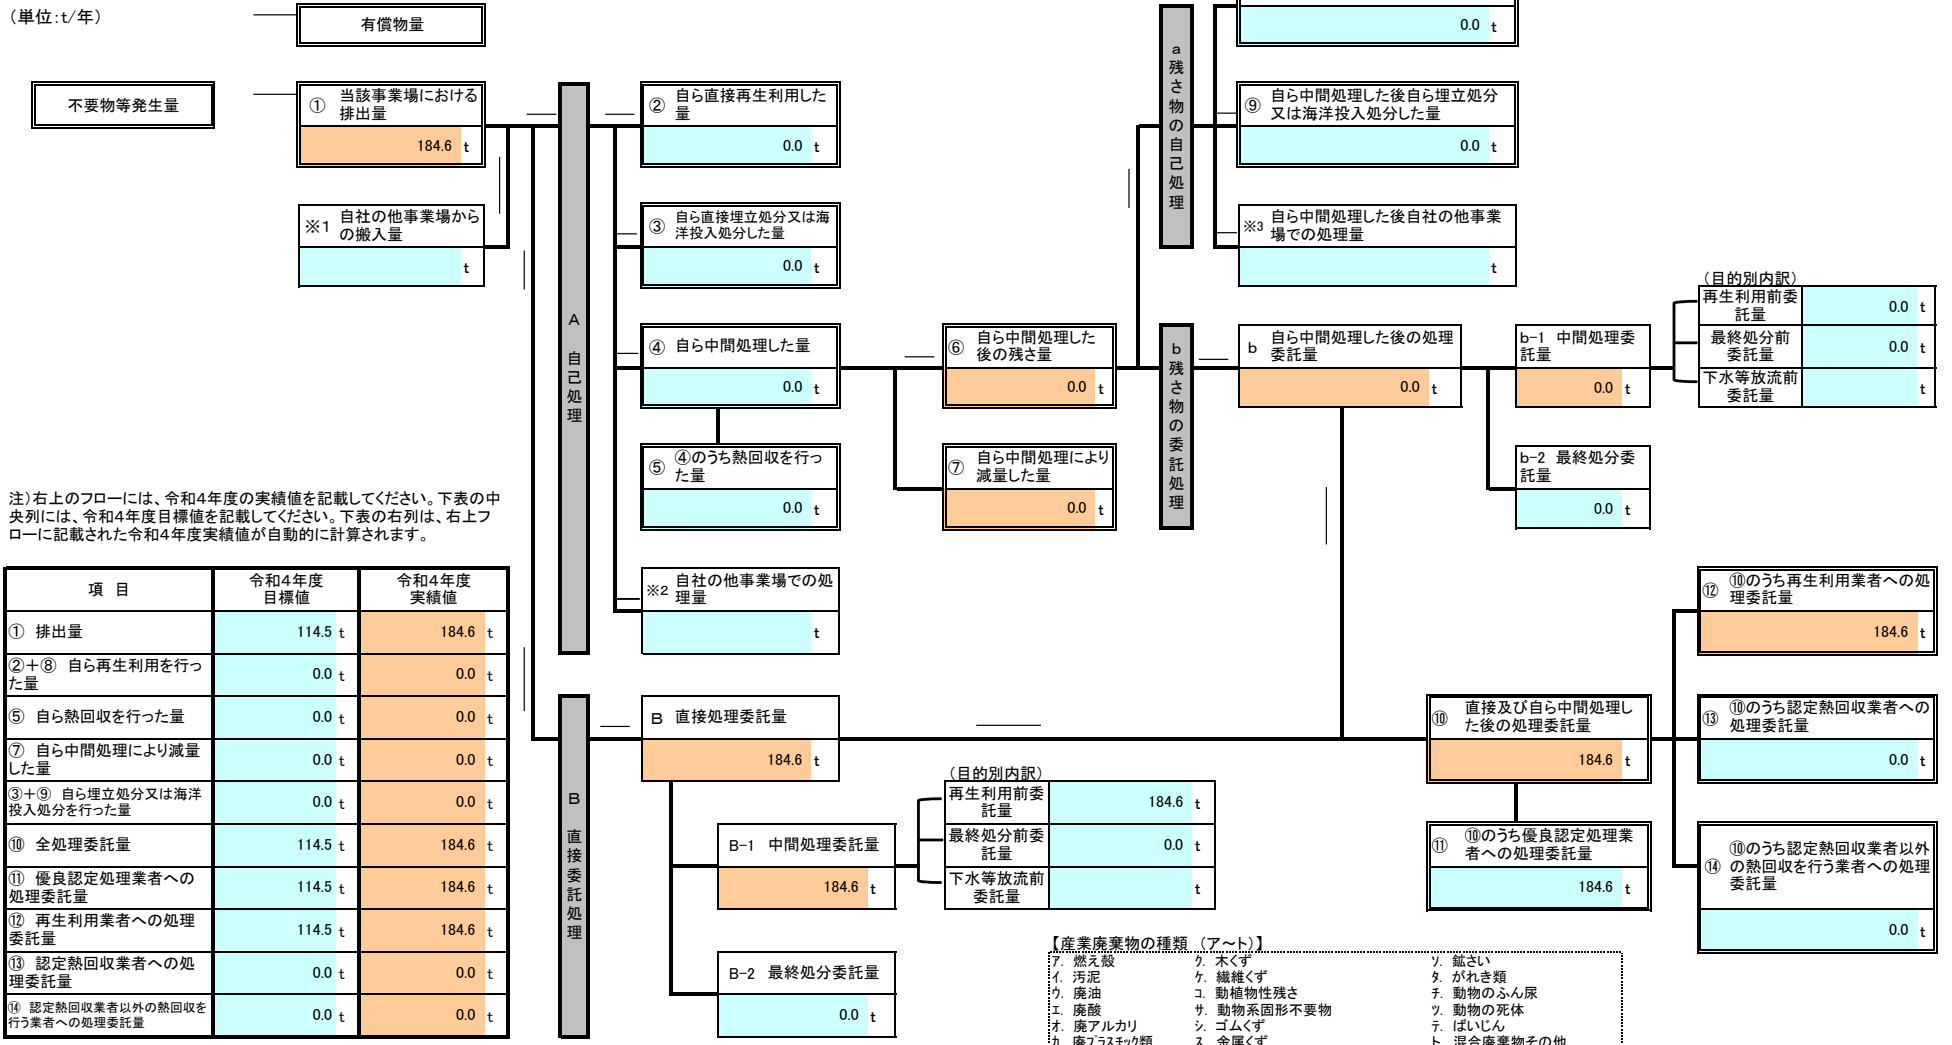 （単位：t/年）
有償物量
0.0 t
不要物等発生量
① 当該事業場における
排出量
184.6 t
② 自ら直接再生利用した
量
0.0 t
a
残さ物の自己処理
⑨ 自ら中間処理した後自ら埋立処分
又は海洋投入処分した量
0.0 t
※1 自社の他事業場から
の搬入量
t
③ 自ら直接埋立処分又は海
洋投入処分した量
0.0 t
※3 自ら中間処理した後自社の他事業
場での処理量
t
A
自己処理
④ 自ら中間処理した量
0.0 t
⑥ 自ら中間処理した
後の残さ量
0.0 t
b
残さ物の委託処理
b 自ら中間処理した後の処理
委託量
0.0 t
b-1 中間処理委
託量
0.0 t
（目的別内訳）
再生利用前委
託量
0.0 t
最終処分前
委託量
0.0 t
下水等放流前
委託量
t
⑤ ④のうち熱回収を行っ
た量
0.0 t
⑦ 自ら中間処理により
減量した量
0.0 t
b-2 最終処分委
託量
0.0 t
注）右上のフローには、令和4年度の実績値を記載してください。下表の中
央列には、令和4年度目標値を記載してください。下表の右列は、右上フ
ローに記載された令和4年度実績値が自動的に計算されます。
※2 自社の他事業場での処
理量
t
項 目
令和4年度
目標値
令和4年度
実績値
① 排出量 114.5 t 184.6 t
②＋⑧ 自ら再生利用を行っ
た量 0.0 t 0.0 t
⑤ 自ら熱回収を行った量 0.0 t 0.0 t
⑦ 自ら中間処理により減量
した量 0.0 t 0.0 t
③＋⑨ 自ら埋立処分又は海洋
投入処分を行った量 0.0 t 0.0 t
⑩ 全処理委託量 114.5 t 184.6 t
⑪ 優良認定処理業者への
処理委託量 114.5 t 184.6 t
⑫ 再生利用業者への処理
委託量 114.5 t 184.6 t
⑬ 認定熱回収業者への処
理委託量 0.0 t 0.0 t
⑭ 認定熱回収業者以外の熱回収を
行う業者への処理委託量 0.0 t 0.0 t
B
直接委託処理
B 直接処理委託量
184.6 t
B-1 中間処理委託量
184.6 t
（目的別内訳）
再生利用前委
託量
184.6 t
最終処分前委
託量
0.0 t
下水等放流前
委託量
t
B-2 最終処分委託量
0.0 t
⑩ 直接及び自ら中間処理し
た後の処理委託量
184.6 t
⑪ ⑩のうち優良認定処理業
者への処理委託量
184.6 t
⑫ ⑩のうち再生利用業者への処
理委託量
184.6 t
⑬ ⑩のうち認定熱回収業者への
処理委託量
0.0 t
⑭ ⑩のうち認定熱回収業者以外
の熱回収を行う業者への処理
委託量
0.0 t
【産業廃棄物の種類 （ア～ト）】
ア. 燃え殻 ク. 木くず ソ. 鉱さい
イ. 汚泥 ケ. 繊維くず タ. がれき類
ウ. 廃油 コ. 動植物性残さ チ. 動物のふん尿
エ. 廃酸 サ. 動物系固形不要物 ツ. 動物の死体
オ. 廃アルカリ シ. ゴムくず テ. ばいじん
カ. 廃プラスチック類 ス. 金属くず ト. 混合廃棄物その他